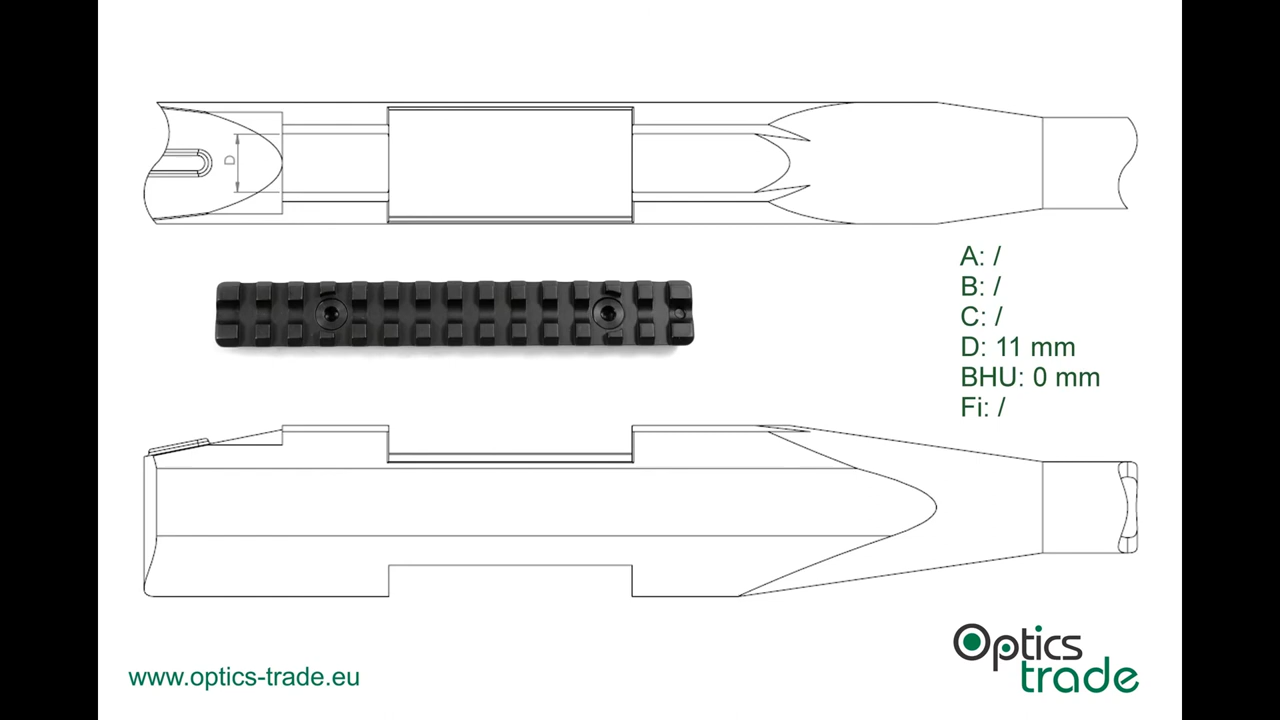 D
A: /
B: /
C: /
D: 11 mm
BHU: 0 mm
Fi: /
Optics
trade
www.optics-trade.eu